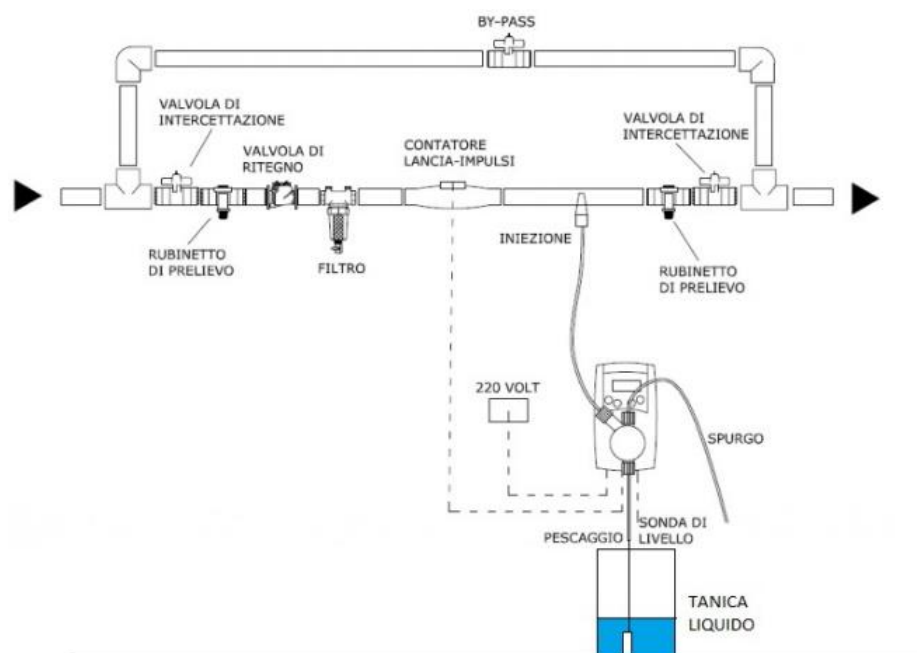 BY-PASS
VALVOLA DI
INTERCETTAZIONE
VALVOLA DI
RITEGNO
CONTATORE
LANCIA-IMPULSI
VALVOLA DI
INTERCETTAZIONE
RUBINETTO
DI PRELIEVO
FILTRO
INIEZIONE
RUBINETTO
DI PRELIEVO
220 VOLT
SPURGO
PESCAGGIO
SONDA DI
LIVELLO
TANICA
LIQUIDO